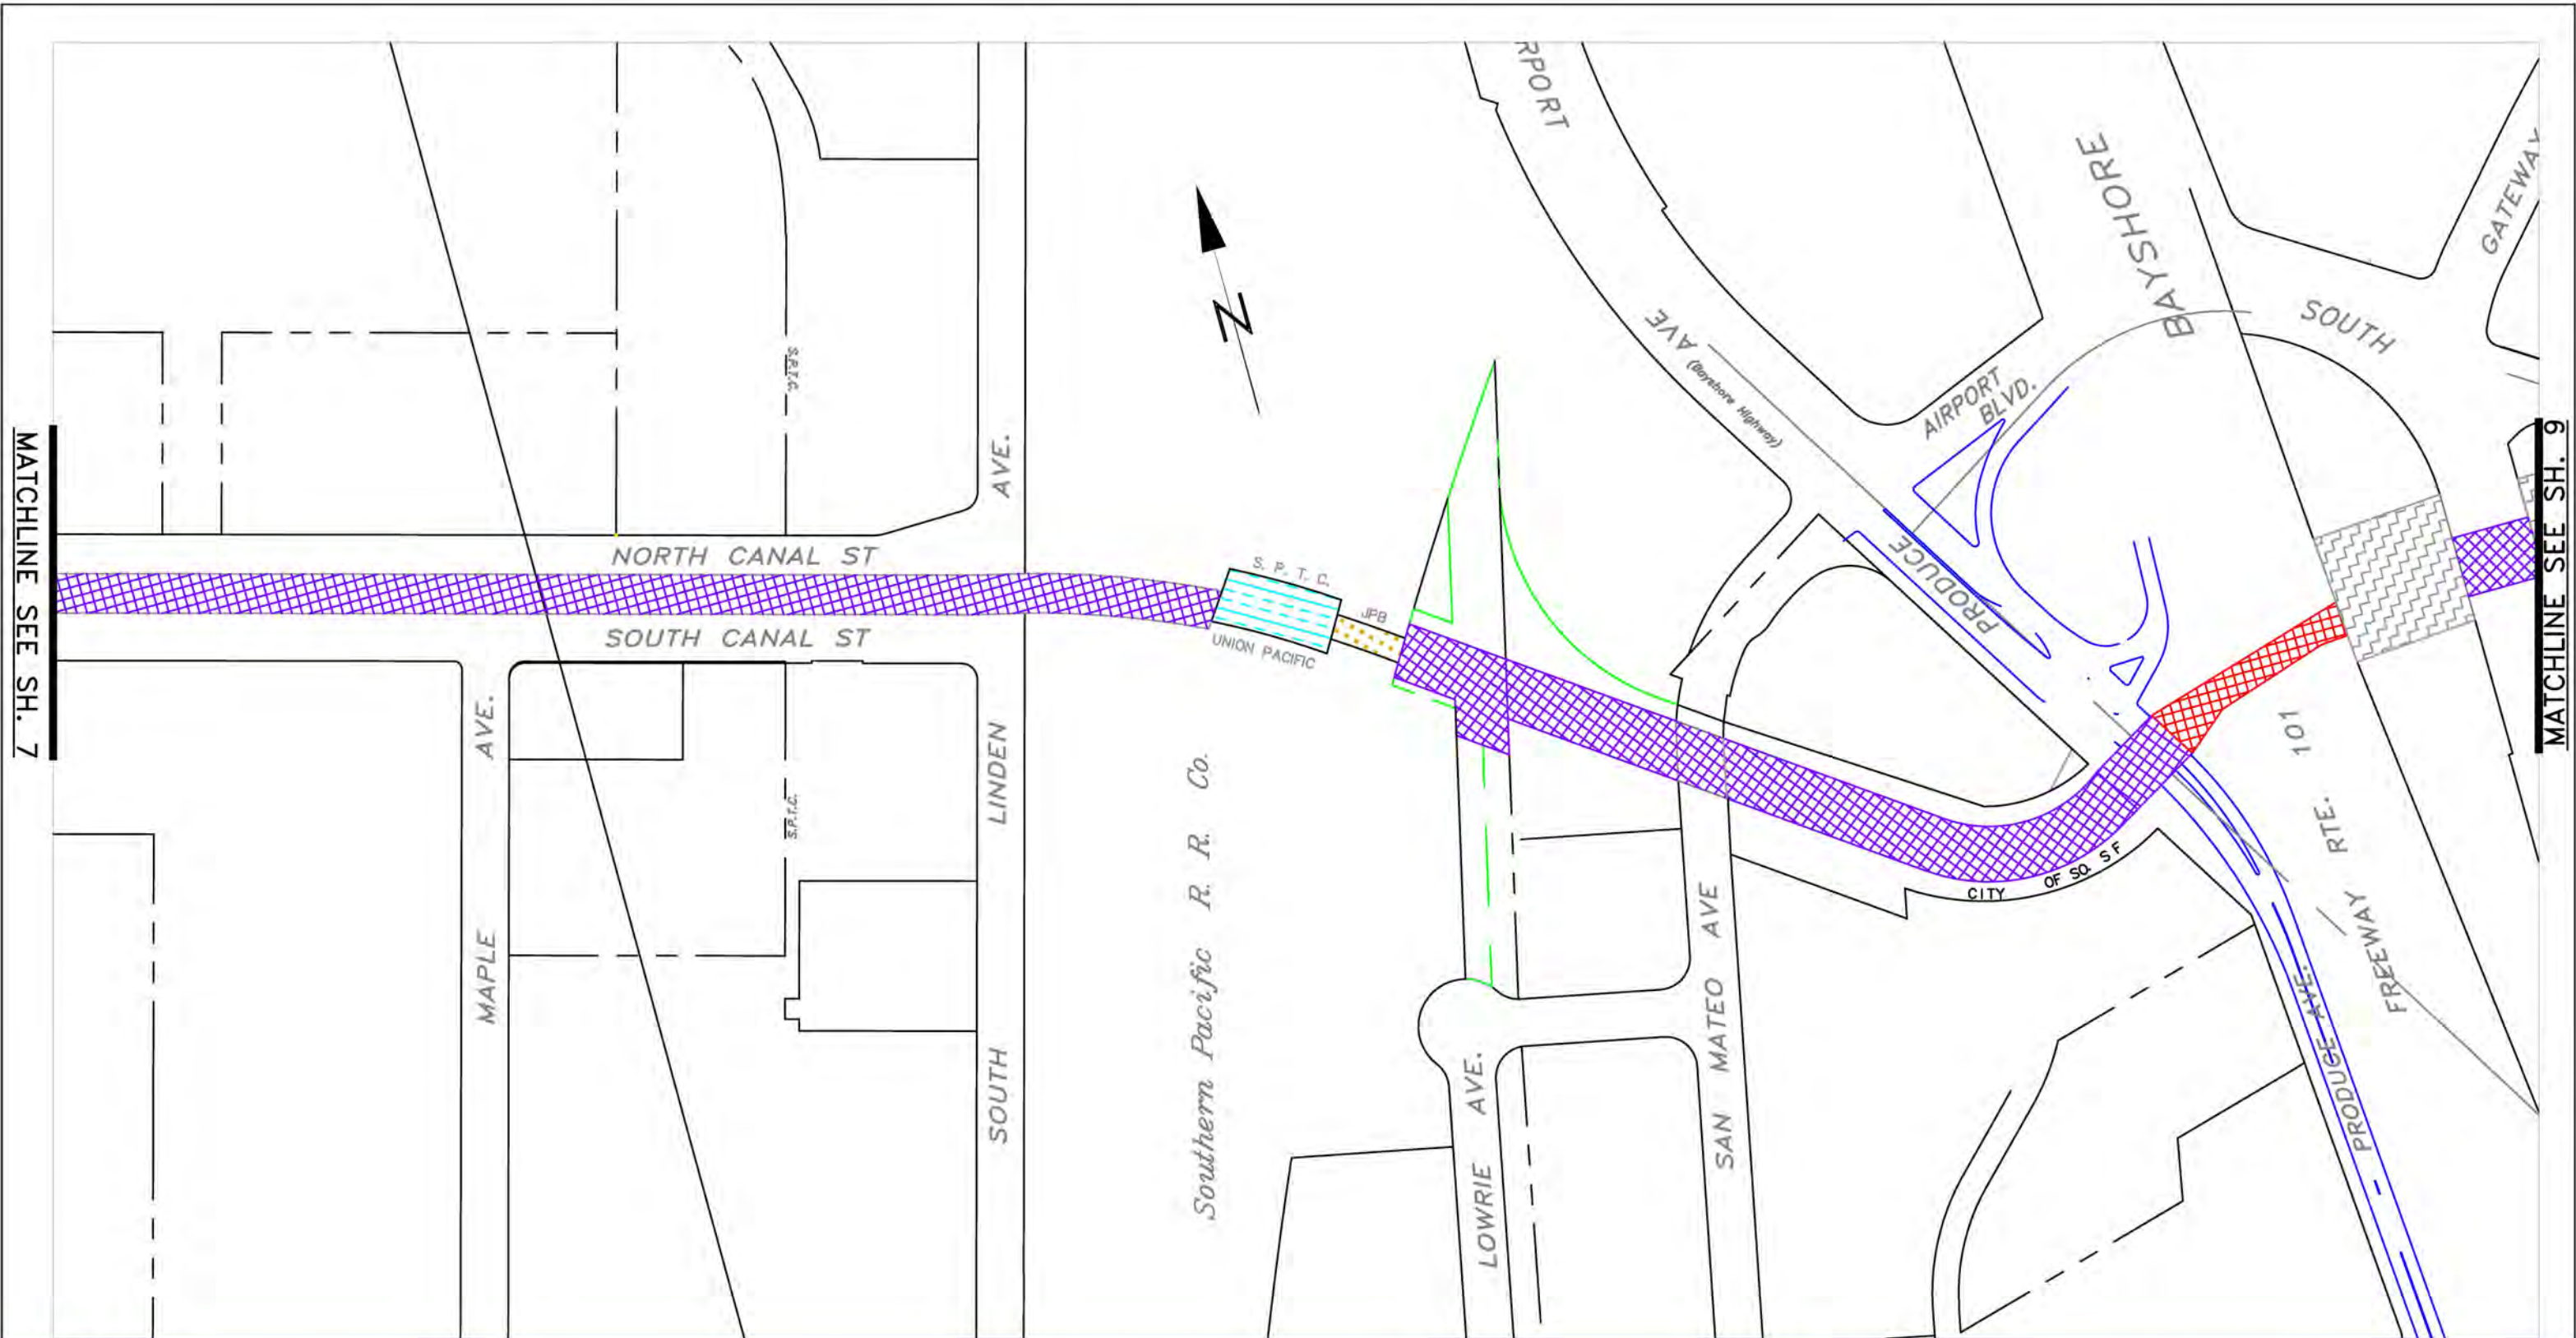 RPORT
AVE
(Bayshore Highway)
BAYSHORE
GATEWAY
SOUTH
AIRPORT
BLVD.
PRODUCE
N
S.P.T.C.
AVE.
MATCHLINE SEE SH. 7
MATCHLINE SEE SH. 9
NORTH CANAL ST
SOUTH CANAL ST
S. P. T. C.
UNION PACIFIC
JPB
MAPLE AVE.
S.P.T.C.
SOUTH LINDEN
Southern Pacific R. R. Co.
LOWRIE AVE.
SAN MATEO AVE
CITY OF SO. S F
PRODUCE AVE.
FREEWAY RTE. 101